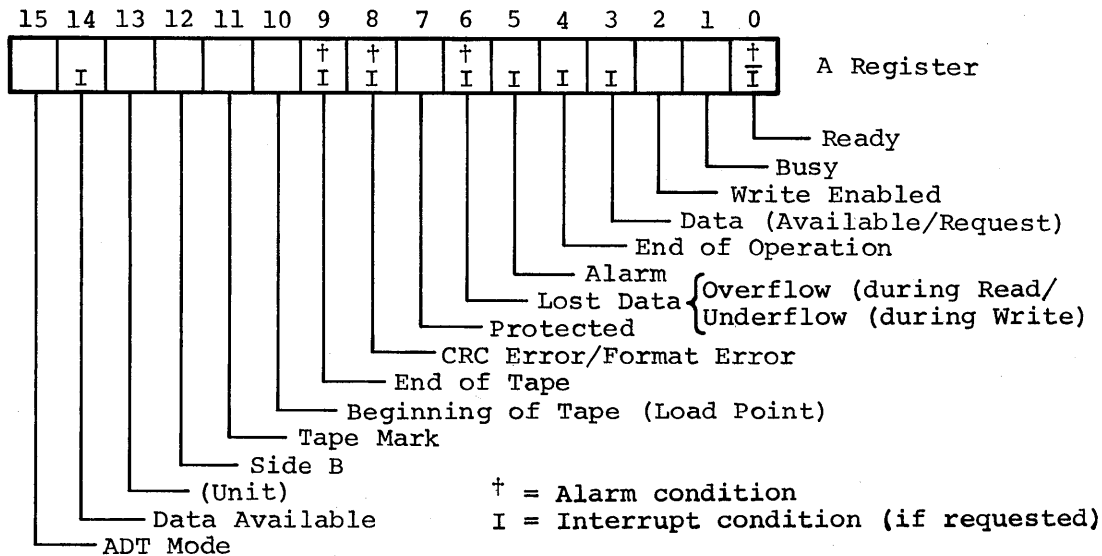 15 14 13 12 11 10 9 8 7 6 5 4 3 2 1 0
† † † †
I I I I I I I I
A Register
Ready
Busy
Write Enabled
Data (Available/Request)
End of Operation
Alarm
Lost Data { Overflow (during Read/
Underflow (during Write)
Protected
CRC Error/Format Error
End of Tape
Beginning of Tape (Load Point)
Tape Mark
Side B
(Unit)
† = Alarm condition
Data Available
I = Interrupt condition (if requested)
ADT Mode